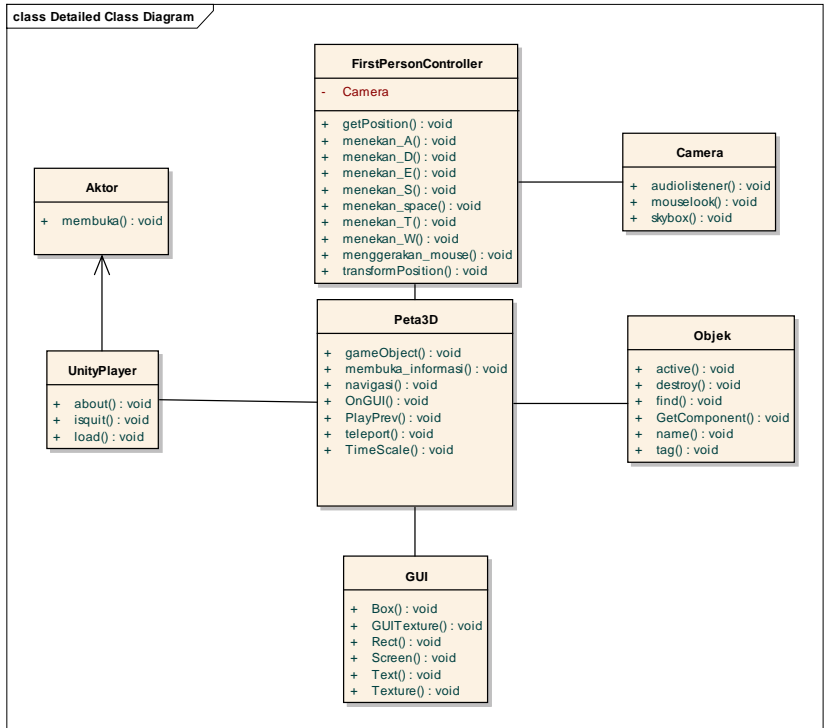 class Detailed Class Diagram
FirstPersonController
- Camera
+ getPosition() : void
+ menekan_A() : void
+ menekan_D() : void
+ menekan_E() : void
+ menekan_S() : void
+ menekan_space() : void
+ menekan_T() : void
+ menekan_W() : void
+ menggerakan_mouse() : void
+ transformPosition() : void
Camera
+ audiolistener() : void
+ mouselook() : void
+ skybox() : void
Aktor
+ membuka() : void
Peta3D
+ gameObject() : void
+ membuka_informasi() : void
+ navigasi() : void
+ OnGUI() : void
+ PlayPrev() : void
+ teleport() : void
+ TimeScale() : void
Objek
+ active() : void
+ destroy() : void
+ find() : void
+ GetComponent() : void
+ name() : void
+ tag() : void
UnityPlayer
+ about() : void
+ isquit() : void
+ load() : void
GUI
+ Box() : void
+ GUITexture() : void
+ Rect() : void
+ Screen() : void
+ Text() : void
+ Texture() : void